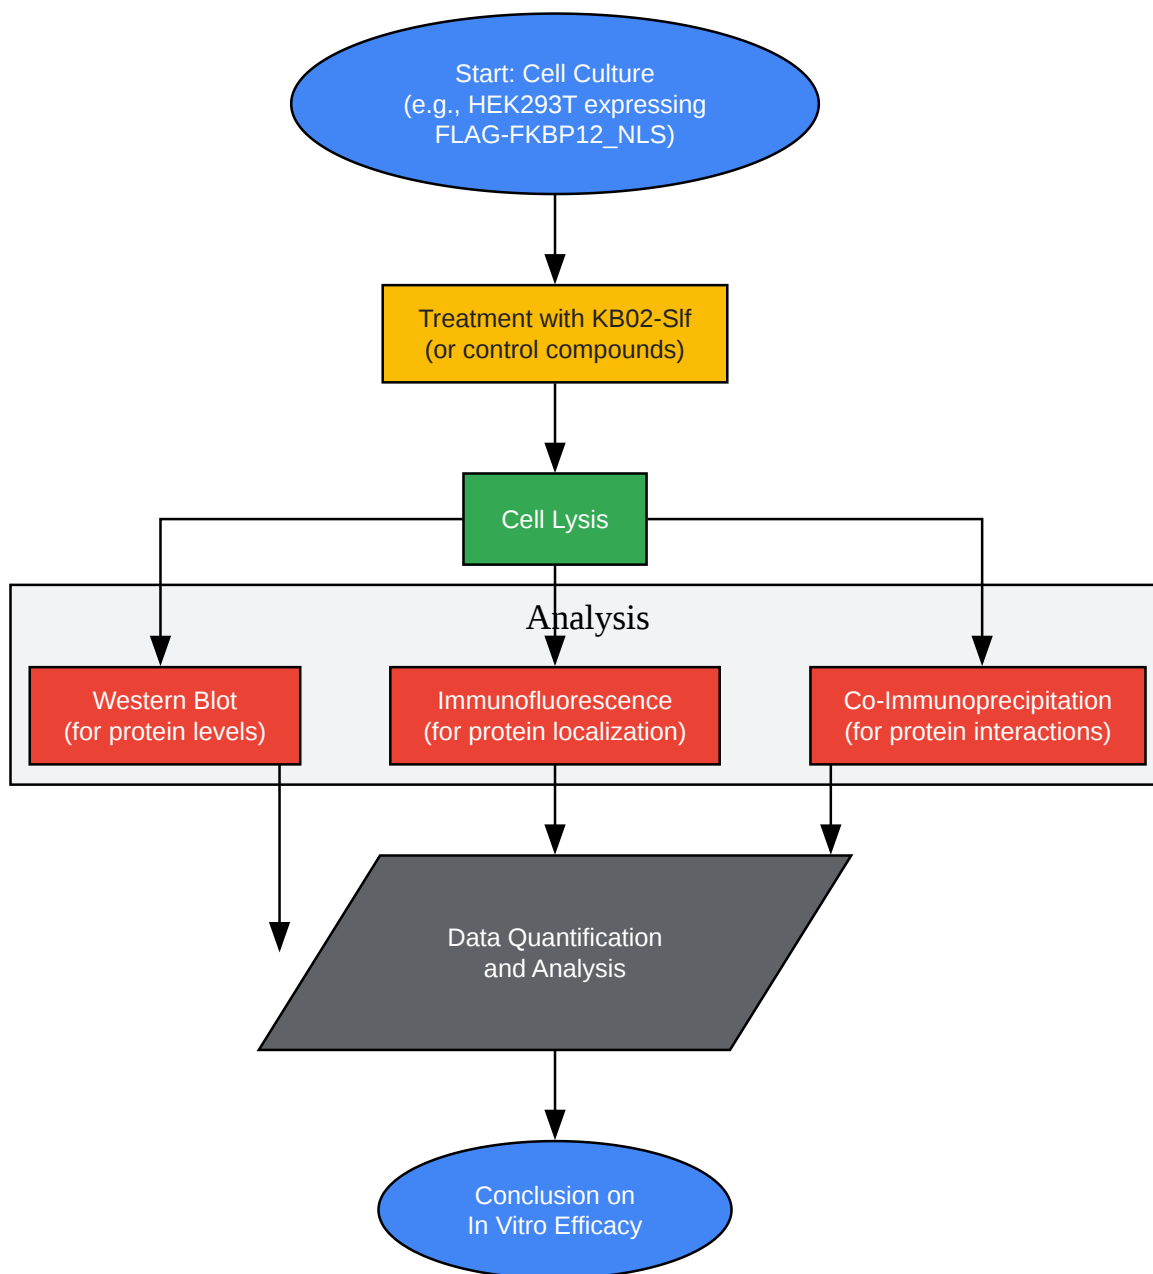 Start: Cell Culture
(e.g., HEK293T expressing
FLAG-FKBP12_NLS)
Treatment with KB02-Slf
(or control compounds)
Cell Lysis
Analysis
Western Blot
(for protein levels)
Immunofluorescence
(for protein localization)
Co-Immunoprecipitation
(for protein interactions)
Data Quantification
and Analysis
Conclusion on
In Vitro Efficacy